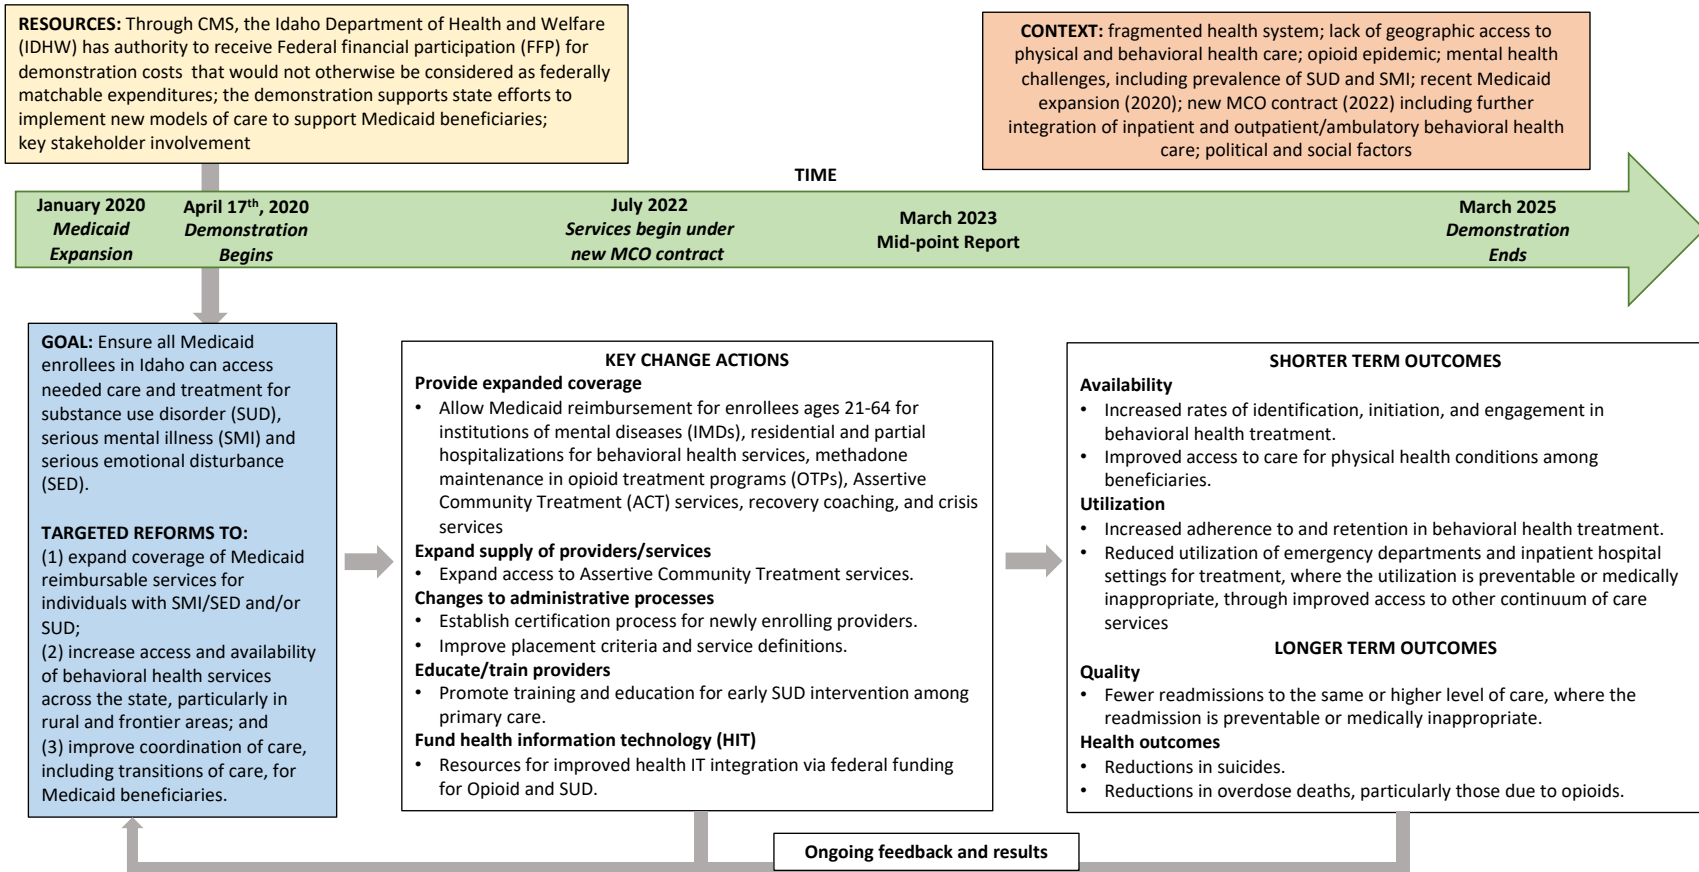 RESOURCES: Through CMS, the Idaho Department of Health and Welfare
(IDHW) has authority to receive Federal financial participation (FFP) for
demonstration costs that would not otherwise be considered as federally
matchable expenditures; the demonstration supports state efforts to
implement new models of care to support Medicaid beneficiaries;
key stakeholder involvement
CONTEXT: fragmented health system; lack of geographic access to
physical and behavioral health care; opioid epidemic; mental health
challenges, including prevalence of SUD and SMI; recent Medicaid
expansion (2020); new MCO contract (2022) including further
integration of inpatient and outpatient/ambulatory behavioral health
care; political and social factors
TIME
January 2020
Medicaid
Expansion
April 17th, 2020
Demonstration
Begins
July 2022
Services begin under
new MCO contract
March 2023
Mid-point Report
March 2025
Demonstration
Ends
GOAL: Ensure all Medicaid
enrollees in Idaho can access
needed care and treatment for
substance use disorder (SUD),
serious mental illness (SMI) and
serious emotional disturbance
(SED).
TARGETED REFORMS TO:
(1) expand coverage of Medicaid
reimbursable services for
individuals with SMI/SED and/or
SUD;
(2) increase access and availability
of behavioral health services
across the state, particularly in
rural and frontier areas; and
(3) improve coordination of care,
including transitions of care, for
Medicaid beneficiaries.
KEY CHANGE ACTIONS
Provide expanded coverage
• Allow Medicaid reimbursement for enrollees ages 21-64 for
institutions of mental diseases (IMDs), residential and partial
hospitalizations for behavioral health services, methadone
maintenance in opioid treatment programs (OTPs), Assertive
Community Treatment (ACT) services, recovery coaching, and crisis
services
Expand supply of providers/services
• Expand access to Assertive Community Treatment services.
Changes to administrative processes
• Establish certification process for newly enrolling providers.
• Improve placement criteria and service definitions.
Educate/train providers
• Promote training and education for early SUD intervention among
primary care.
Fund health information technology (HIT)
• Resources for improved health IT integration via federal funding
for Opioid and SUD.
SHORTER TERM OUTCOMES
Availability
• Increased rates of identification, initiation, and engagement in
behavioral health treatment.
• Improved access to care for physical health conditions among
beneficiaries.
Utilization
• Increased adherence to and retention in behavioral health treatment.
• Reduced utilization of emergency departments and inpatient hospital
settings for treatment, where the utilization is preventable or medically
inappropriate, through improved access to other continuum of care
services
LONGER TERM OUTCOMES
Quality
• Fewer readmissions to the same or higher level of care, where the
readmission is preventable or medically inappropriate.
Health outcomes
• Reductions in suicides.
• Reductions in overdose deaths, particularly those due to opioids.
Ongoing feedback and results